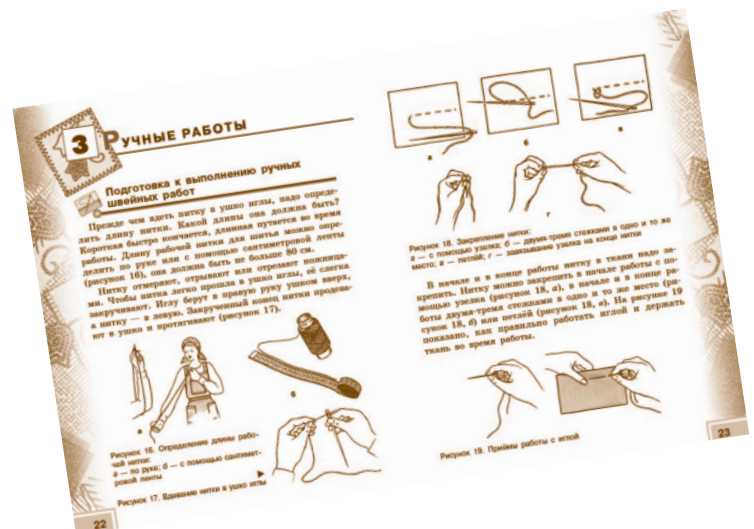 3 РУЧНЫЕ РАБОТЫ
Подготовка к выполнению ручных
швейных работ
Прежде чем вдеть нитку в ушко иглы, надо опреде-
лить длину нитки. Какой длины она должна быть?
Короткая быстро кончается, длинная путается во время
работы. Длину рабочей нитки для шитья можно опре-
делить по руке или с помощью сантиметровой ленты
(рисунок 16), она должна быть не больше 80 см.
Нитку отмеряют, отрывают или отрезают ножница-
ми. Чтобы нитка легко прошла в ушко иглы, её слегка
закручивают. Иглу берут в правую руку ушком вверх,
а нитку — в левую. Закрученный конец нитки продева-
ют в ушко и протягивают (рисунок 17).
а
б
Рисунок 16. Определение длины рабо-
чей нитки:
а — по руке; б — с помощью сантимет-
ровой ленты
Рисунок 17. Вдевание нитки в ушко иглы
22
а
б
в
г
Рисунок 18. Закрепление нитки:
а — с помощью узелка; б — двумя-тремя стежками в одно и то же
место; в — петлёй; г — завязывание узелка на конце нитки
В начале и в конце работы нитку в ткани надо за-
крепить. Нитку можно закрепить в начале работы с по-
мощью узелка (рисунок 18, а), в начале и в конце ра-
боты двумя-тремя стежками в одно и то же место (ри-
сунок 18, б) или петлёй (рисунок 18, в). На рисунке 19
показано, как правильно работать иглой и держать
ткань во время работы.
Рисунок 19. Приёмы работы с иглой
23